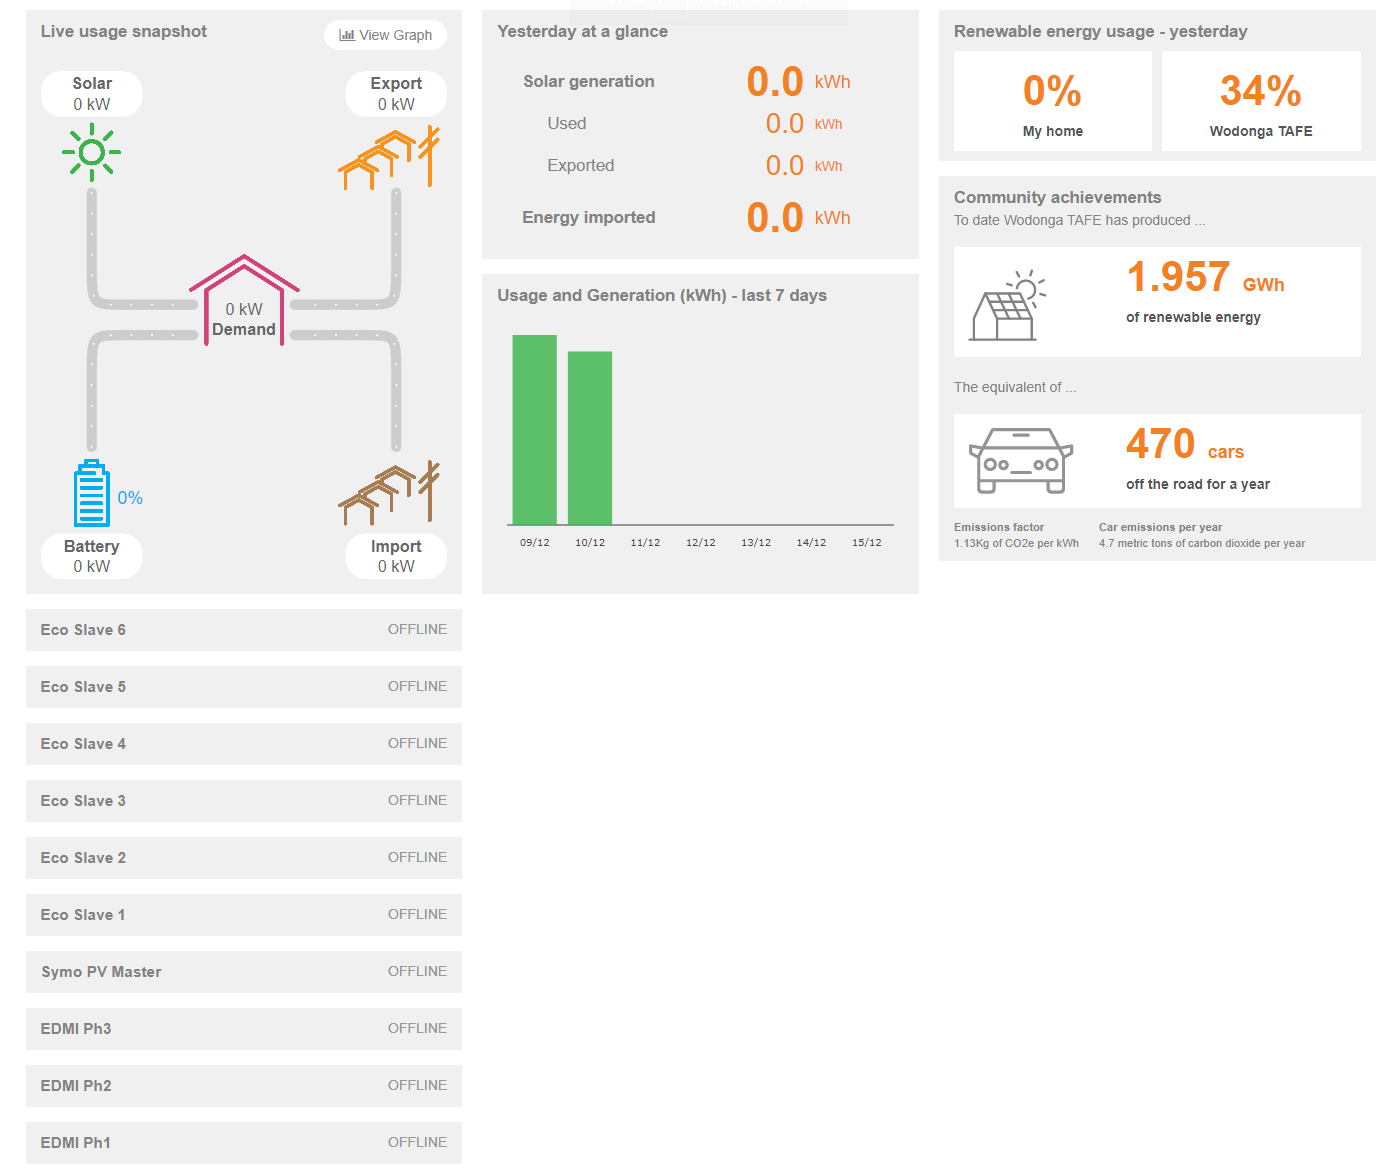 Live usage snapshot
View Graph
Solar
0 kW
Export
0 kW
0 kW
Demand
0%
Battery
0 kW
Import
0 kW
Eco Slave 6 OFFLINE
Eco Slave 5 OFFLINE
Eco Slave 4 OFFLINE
Eco Slave 3 OFFLINE
Eco Slave 2 OFFLINE
Eco Slave 1 OFFLINE
Symo PV Master OFFLINE
EDMI Ph3 OFFLINE
EDMI Ph2 OFFLINE
EDMI Ph1 OFFLINE
Yesterday at a glance
Solar generation 0.0 kWh
Used 0.0 kWh
Exported 0.0 kWh
Energy imported 0.0 kWh
Usage and Generation (kWh) - last 7 days
09/12 10/12 11/12 12/12 13/12 14/12 15/12
Renewable energy usage - yesterday
0%
My home
34%
Wodonga TAFE
Community achievements
To date Wodonga TAFE has produced ...
1.957 GWh
of renewable energy
The equivalent of ...
470 cars
off the road for a year
Emissions factor
1.13Kg of CO2e per kWh
Car emissions per year
4.7 metric tons of carbon dioxide per year